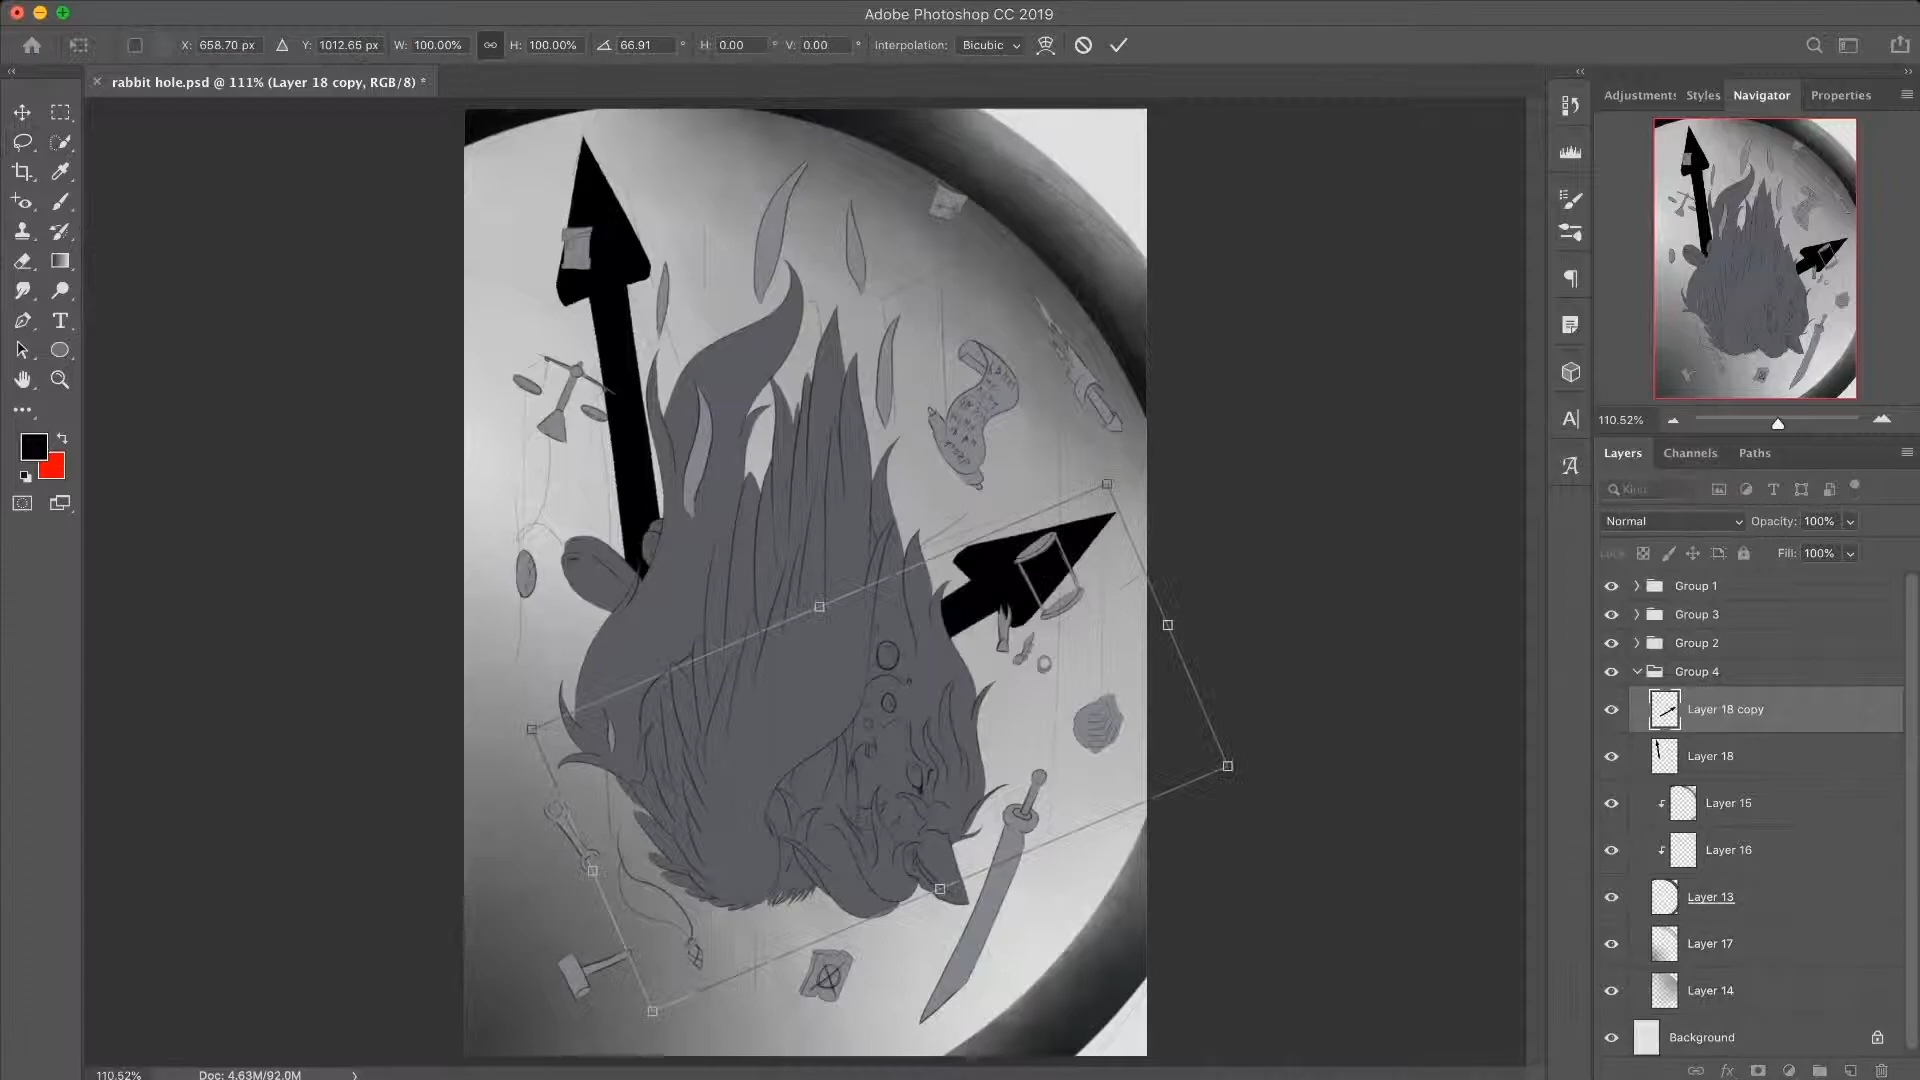 Adobe Photoshop CC 2019
X: 658.70 px Y: 1012.65 px W: 100.00% H: 100.00% 66.91 ° H: 0.00 ° V: 0.00 ° Interpolation: Bicubic
rabbit hole.psd @ 111% (Layer 18 copy, RGB/8) *
Adjustments Styles Navigator Properties
110.52%
Layers Channels Paths
Kind
Normal Opacity: 100%
Lock: Fill: 100%
Group 1
Group 3
Group 2
Group 4
Layer 18 copy
Layer 18
Layer 15
Layer 16
Layer 13
Layer 17
Layer 14
Background
110.52% Doc: 4.63M/92.0M